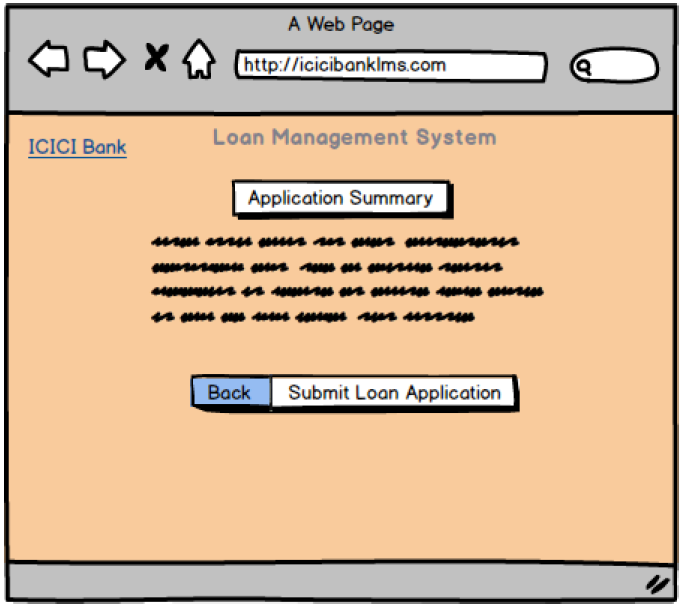 A Web Page
http://icicibanklms.com
Loan Management System
ICICI Bank
Application Summary
Back Submit Loan Application